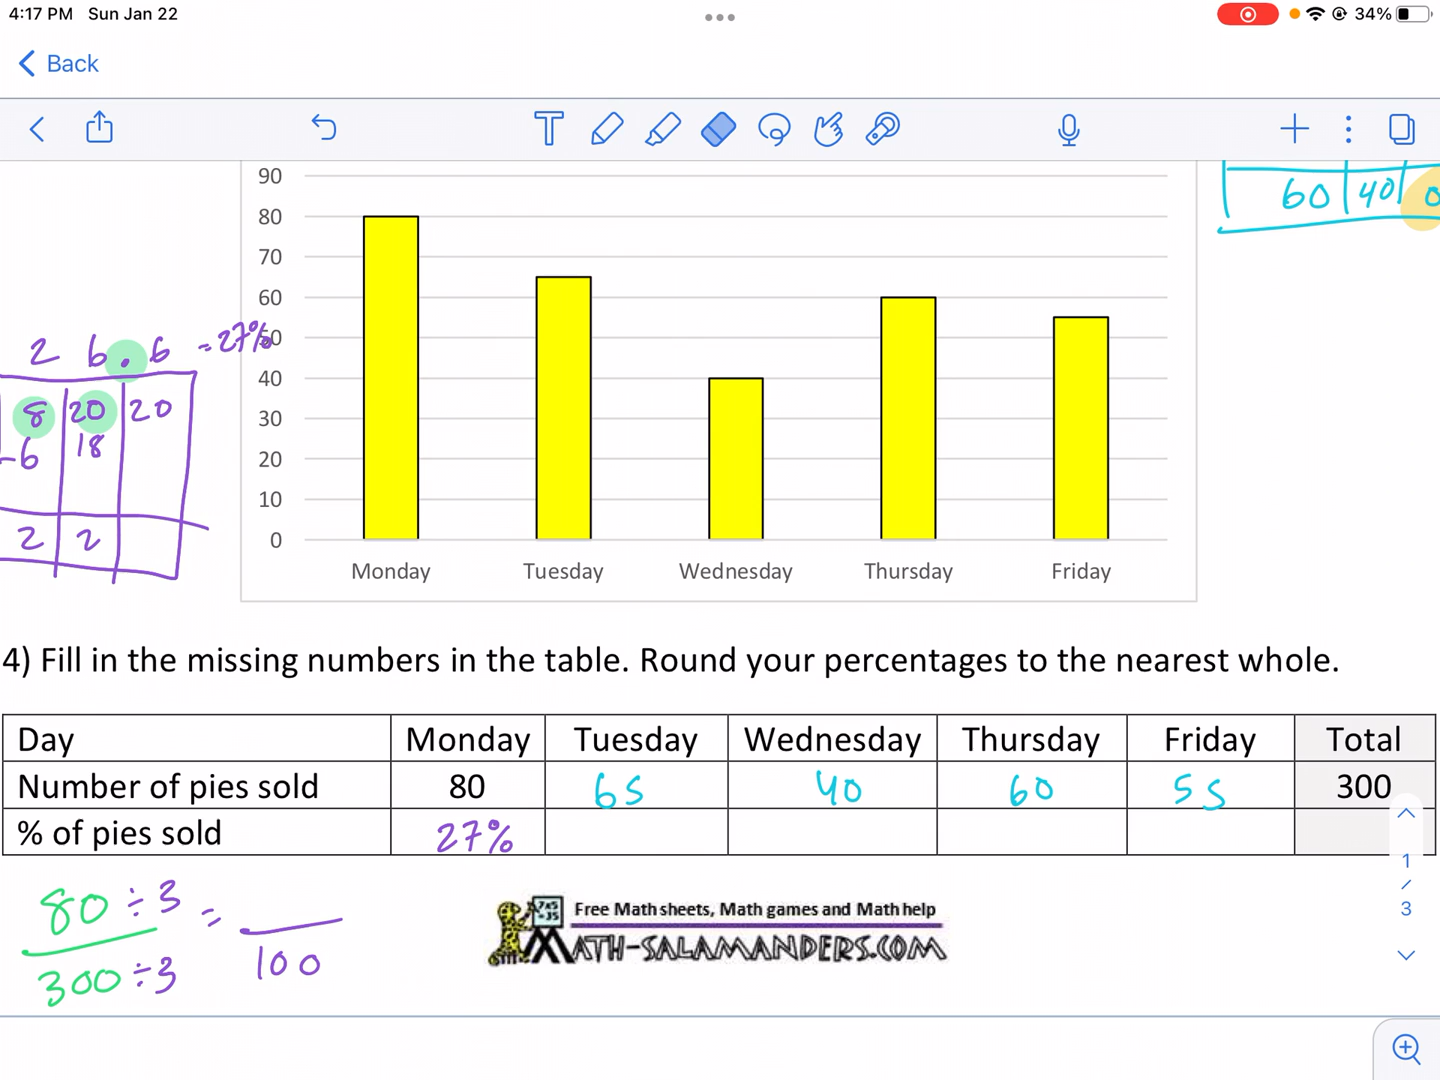 4:17 PM Sun Jan 22
34%
Back
T
90
80
70
60
50
40
30
20
10
0
Monday Tuesday Wednesday Thursday Friday
60 40 0
2 6 . 6 = 27%
8 20 20
-6 18
2 2
4) Fill in the missing numbers in the table. Round your percentages to the nearest whole.
Day Monday Tuesday Wednesday Thursday Friday Total
Number of pies sold 80 65 40 60 55 300
% of pies sold 27%
80 ÷ 3 =
300 ÷ 3 100
Free Math sheets, Math games and Math help
MATH-SALAMANDERS.COM
7x5
=35
1
/
3